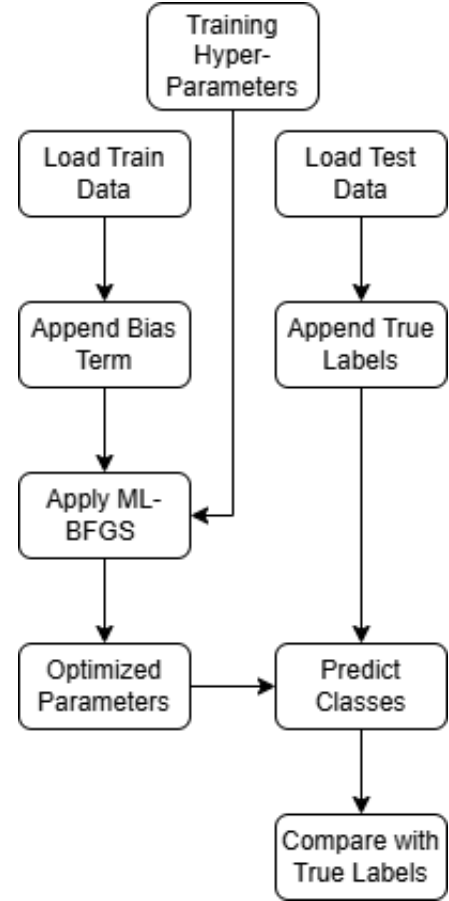 Training
Hyper-
Parameters
Load Train
Data
Load Test
Data
Append Bias
Term
Append True
Labels
Apply ML-
BFGS
Optimized
Parameters
Predict
Classes
Compare with
True Labels